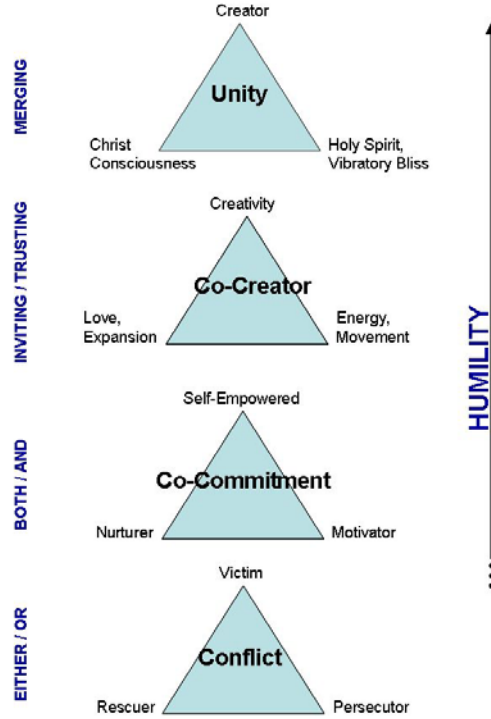 Creator
Unity
MERGING
Christ
Consciousness
Holy Spirit,
Vibratory Bliss
Creativity
Co-Creator
INVITING / TRUSTING
Love,
Expansion
Energy,
Movement
HUMILITY
Self-Empowered
Co-Commitment
BOTH / AND
Nurturer
Motivator
Victim
Conflict
EITHER / OR
Rescuer
Persecutor